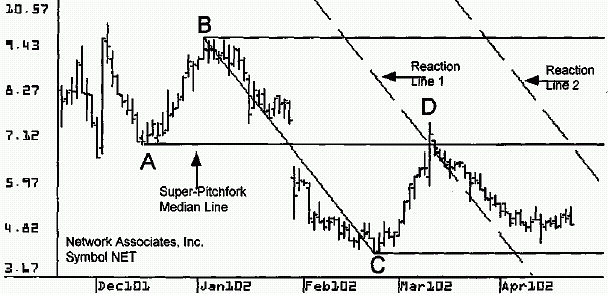 10.57
9.43
8.27
7.12
5.97
4.82
3.67
B
A
D
C
Reaction
Line 1
Reaction
Line 2
Super-Pitchfork
Median Line
Network Associates, Inc.
Symbol NET
Dec101
Jan102
Feb102
Mar102
Apr102